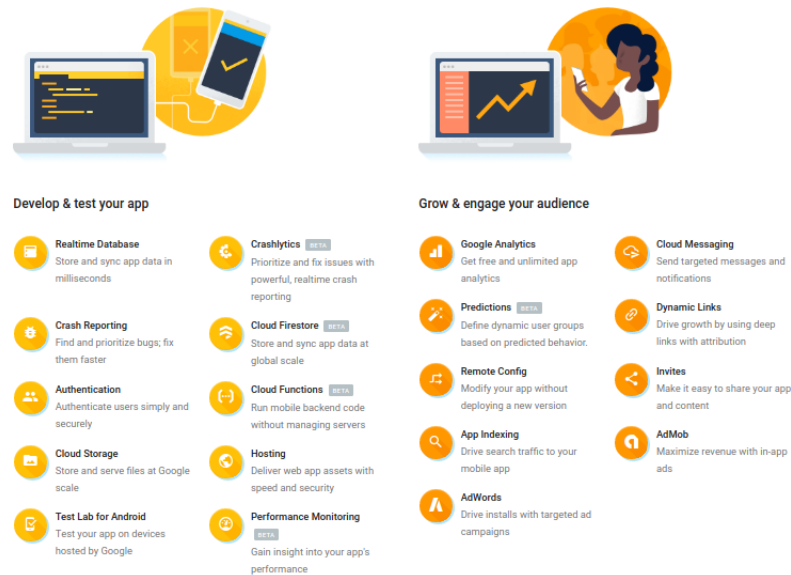 Develop & test your app
Realtime Database
Store and sync app data in
milliseconds
Crash Reporting
Find and prioritize bugs; fix
them faster
Authentication
Authenticate users simply and
securely
Cloud Storage
Store and serve files at Google
scale
Test Lab for Android
Test your app on devices
hosted by Google
Crashlytics BETA
Prioritize and fix issues with
powerful, realtime crash
reporting
Cloud Firestore BETA
Store and sync app data at
global scale
Cloud Functions BETA
Run mobile backend code
without managing servers
Hosting
Deliver web app assets with
speed and security
Performance Monitoring
BETA
Gain insight into your app's
performance
Grow & engage your audience
Google Analytics
Get free and unlimited app
analytics
Predictions BETA
Define dynamic user groups
based on predicted behavior.
Remote Config
Modify your app without
deploying a new version
App Indexing
Drive search traffic to your
mobile app
AdWords
Drive installs with targeted ad
campaigns
Cloud Messaging
Send targeted messages and
notifications
Dynamic Links
Drive growth by using deep
links with attribution
Invites
Make it easy to share your app
and content
AdMob
Maximize revenue with in-app
ads